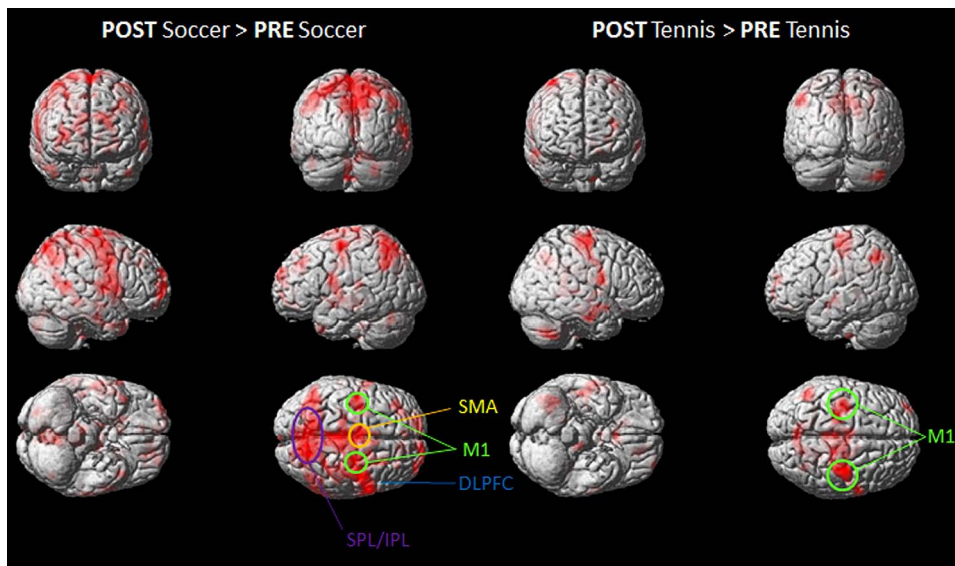 POST Soccer > PRE Soccer
POST Tennis > PRE Tennis
SMA
M1
DLPFC
SPL/IPL
M1